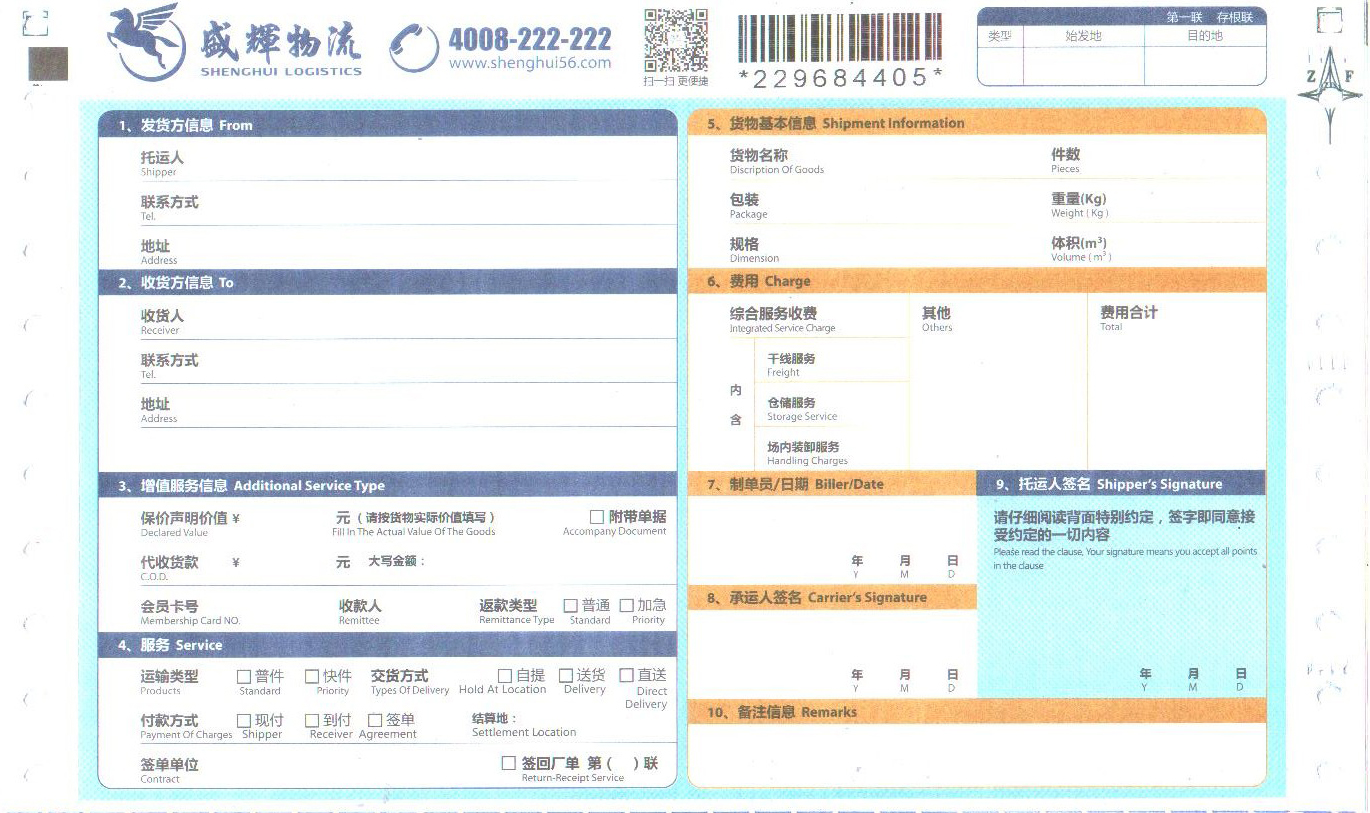 盛輝物流
SHENGHUI LOGISTICS
4008-222-222
www.shenghui56.com
扫一扫 更便捷
*229684405*
第一联 存根联
类型 始发地 目的地
Z F
1、发货方信息 From
托运人
Shipper
联系方式
Tel.
地址
Address
2、收货方信息 To
收货人
Receiver
联系方式
Tel.
地址
Address
3、增值服务信息 Additional Service Type
保价声明价值 ¥ 元（请按货物实际价值填写） 附带单据
Declared Value Fill In The Actual Value Of The Goods Accompany Document
代收货款 ¥ 元 大写金额：
C.O.D.
会员卡号 收款人 返款类型 普通 加急
Membership Card NO. Remittee Remittance Type Standard Priority
4、服务 Service
运输类型 普件 快件 交货方式 自提 送货 直送
Products Standard Priority Types Of Delivery Hold At Location Delivery Direct Delivery
付款方式 现付 到付 签单 结算地：
Payment Of Charges Shipper Receiver Agreement Settlement Location
签单单位 签回厂单 第（ ）联
Contract Return-Receipt Service
5、货物基本信息 Shipment Information
货物名称 件数
Discription Of Goods Pieces
包装 重量(Kg)
Package Weight ( Kg )
规格 体积(m³)
Dimension Volume ( m³ )
6、费用 Charge
综合服务收费 其他 费用合计
Integrated Service Charge Others Total
内含
干线服务
Freight
仓储服务
Storage Service
场内装卸服务
Handling Charges
7、制单员/日期 Biller/Date
年 月 日
Y M D
8、承运人签名 Carrier's Signature
年 月 日
Y M D
9、托运人签名 Shipper's Signature
请仔细阅读背面特别约定，签字即同意接
受约定的一切内容
Please read the clause, Your signature means you accept all points
in the clause
年 月 日
Y M D
10、备注信息 Remarks